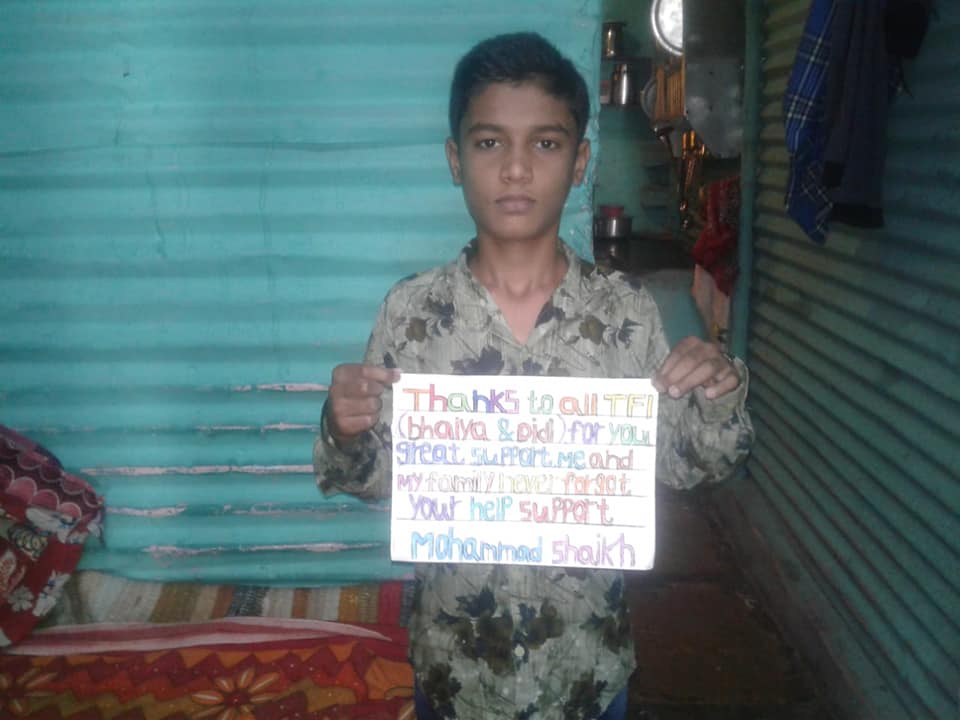 Thanks to all TFI
(bhaiya & Didi) for your
great support.me and
my family never forgot
your help support
Mohammad Shaikh